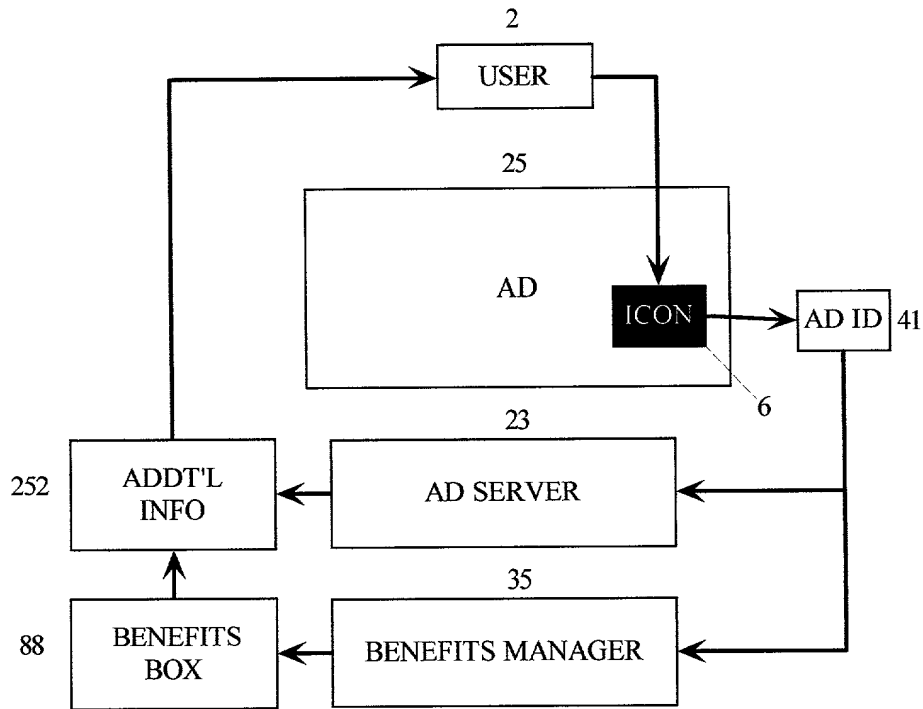 2
USER
25
AD
ICON
AD ID 41
6
23
252
ADDT'L
INFO
AD SERVER
35
88
BENEFITS
BOX
BENEFITS MANAGER